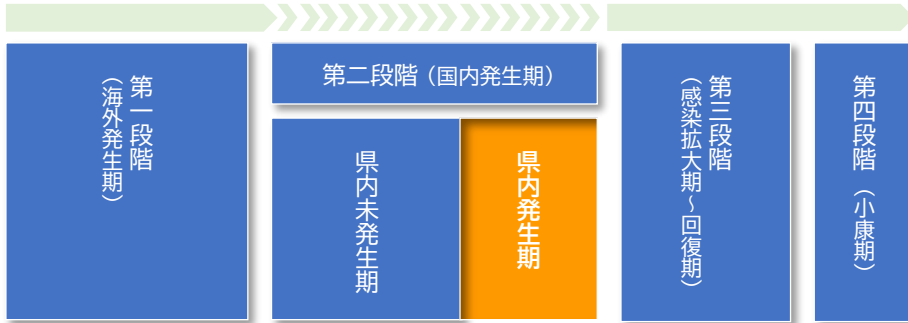 第一段階
（海外発生期）
第二段階（国内発生期）
県内未発生期
県内発生期
第三段階
（感染拡大期～回復期）
第四段階（小康期）